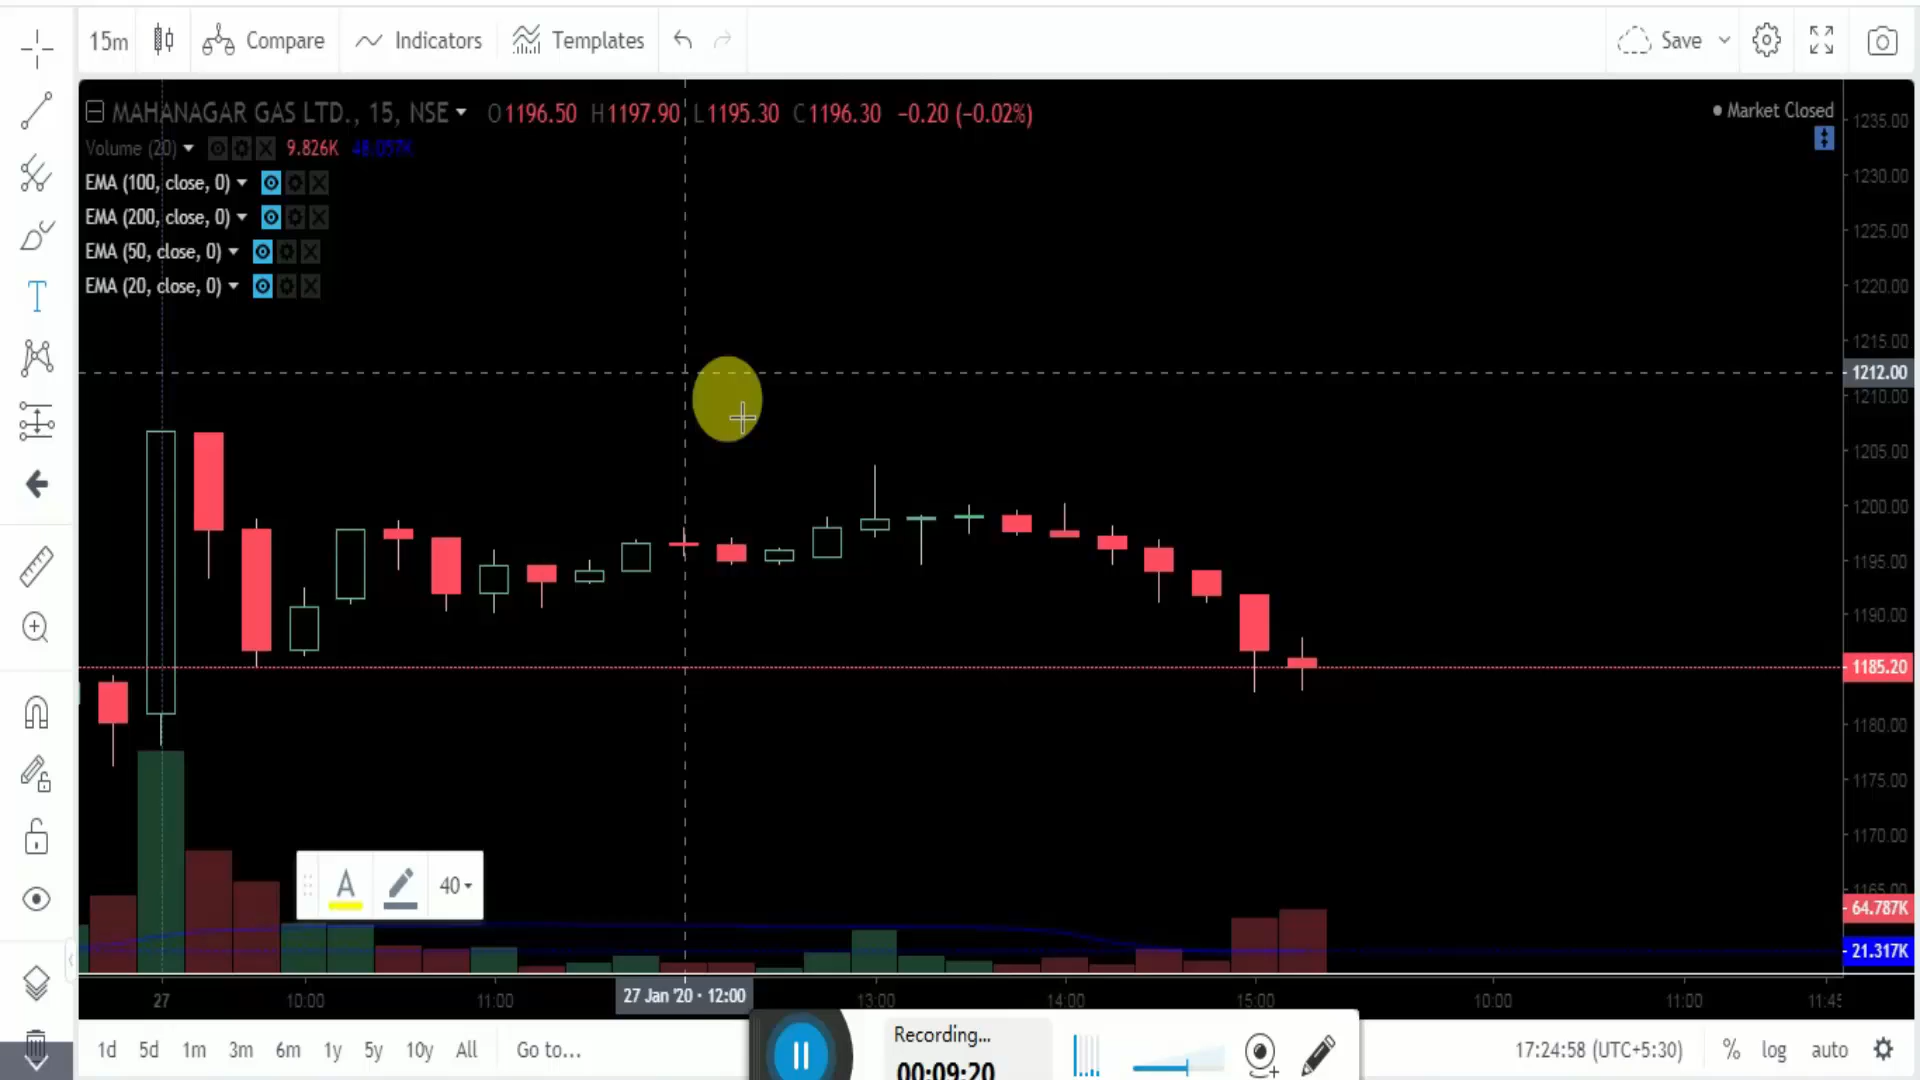 15m Compare Indicators Templates Save
MAHANAGAR GAS LTD., 15, NSE O1196.50 H1197.90 L1195.30 C1196.30 −0.20 (−0.02%) Market Closed
Volume (20) 9.826K 48.057K
EMA (100, close, 0)
EMA (200, close, 0)
EMA (50, close, 0)
EMA (20, close, 0)
1235.00
1230.00
1225.00
1220.00
1215.00
1212.00
1210.00
1205.00
1200.00
1195.00
1190.00
1185.20
1180.00
1175.00
1170.00
1165.00
64.787K
21.317K
A 40
27 10:00 11:00 27 Jan '20 · 12:00 13:00 14:00 15:00 10:00 11:00 11:45
1d 5d 1m 3m 6m 1y 5y 10y All Go to... 17:24:58 (UTC+5:30) % log auto
Recording...
00:09:20